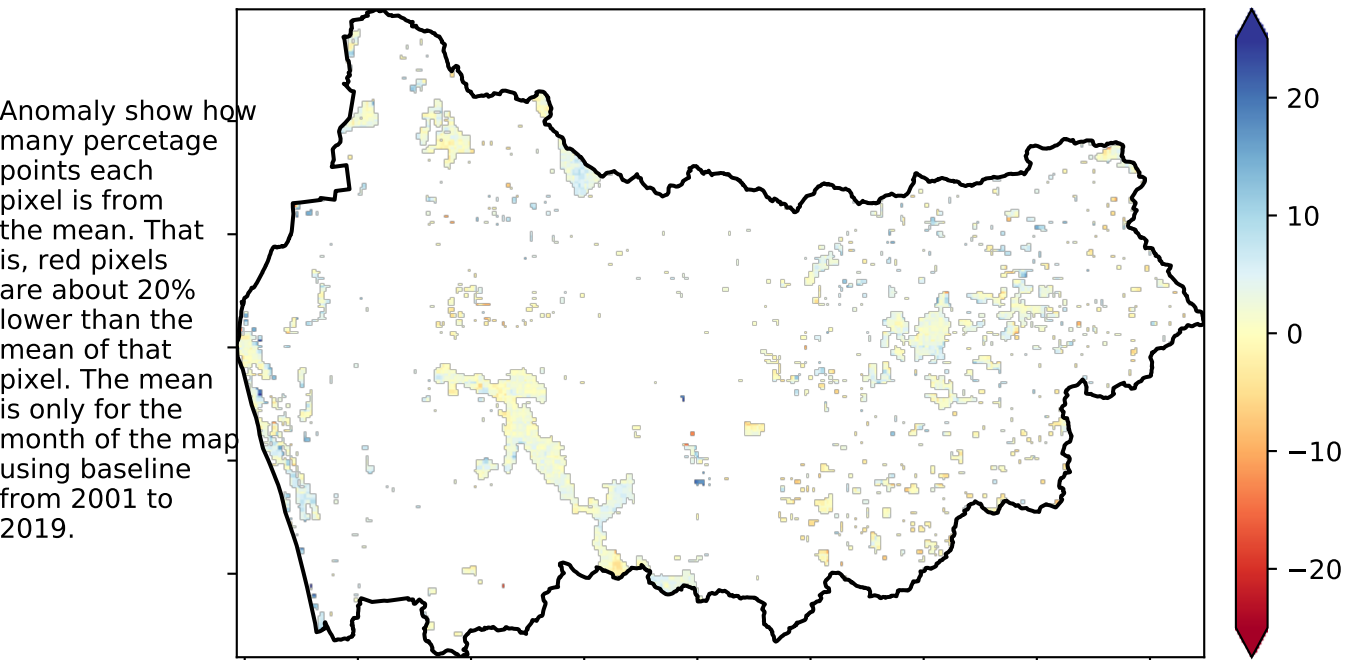 Anomaly show how
many percetage
points each
pixel is from
the mean. That
is, red pixels
are about 20%
lower than the
mean of that
pixel. The mean
is only for the
month of the map
using baseline
from 2001 to
2019.
20
10
0
−10
−20